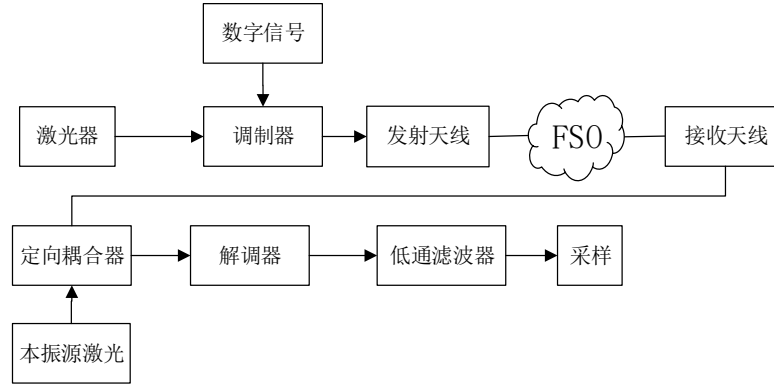 数字信号
激光器
调制器
发射天线
FSO
接收天线
定向耦合器
解调器
低通滤波器
采样
本振源激光